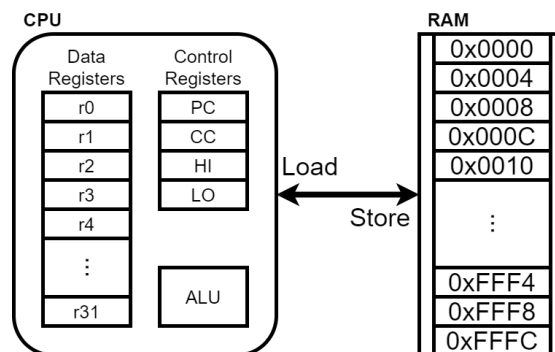 CPU
Data
Registers
r0
r1
r2
r3
r4
⋮
r31
Control
Registers
PC
CC
HI
LO
ALU
Load
Store
RAM
0x0000
0x0004
0x0008
0x000C
0x0010
⋮
0xFFF4
0xFFF8
0xFFFC